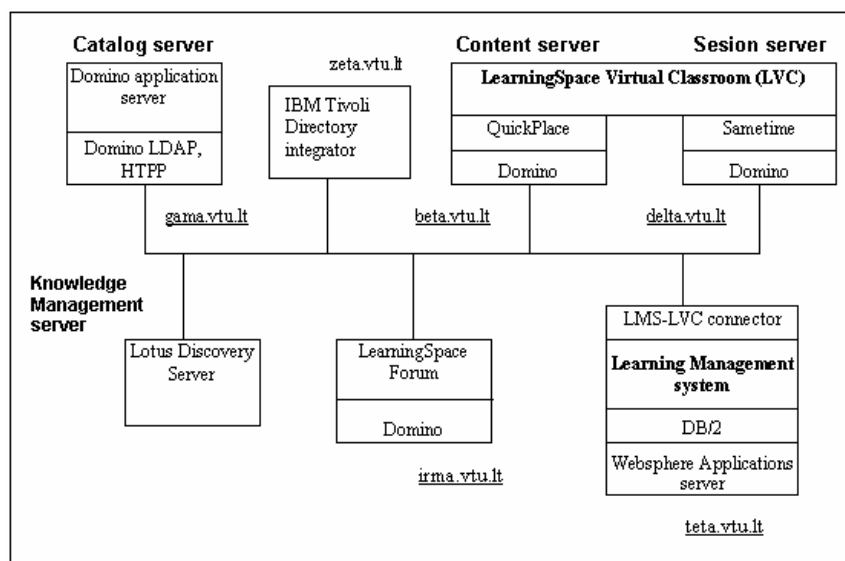 Catalog server
Domino application
server
Domino LDAP,
HTPP
gama.vtu.lt
zeta.vtu.lt
IBM Tivoli
Directory
integrator
Content server
Sesion server
LearningSpace Virtual Classroom (LVC)
QuickPlace
Domino
Sametime
Domino
beta.vtu.lt
delta.vtu.lt
Knowledge
Management
server
Lotus Discovery
Server
LearningSpace
Forum
Domino
irma.vtu.lt
LMS-LVC connector
Learning Management
system
DB/2
Websphere Applications
server
teta.vtu.lt